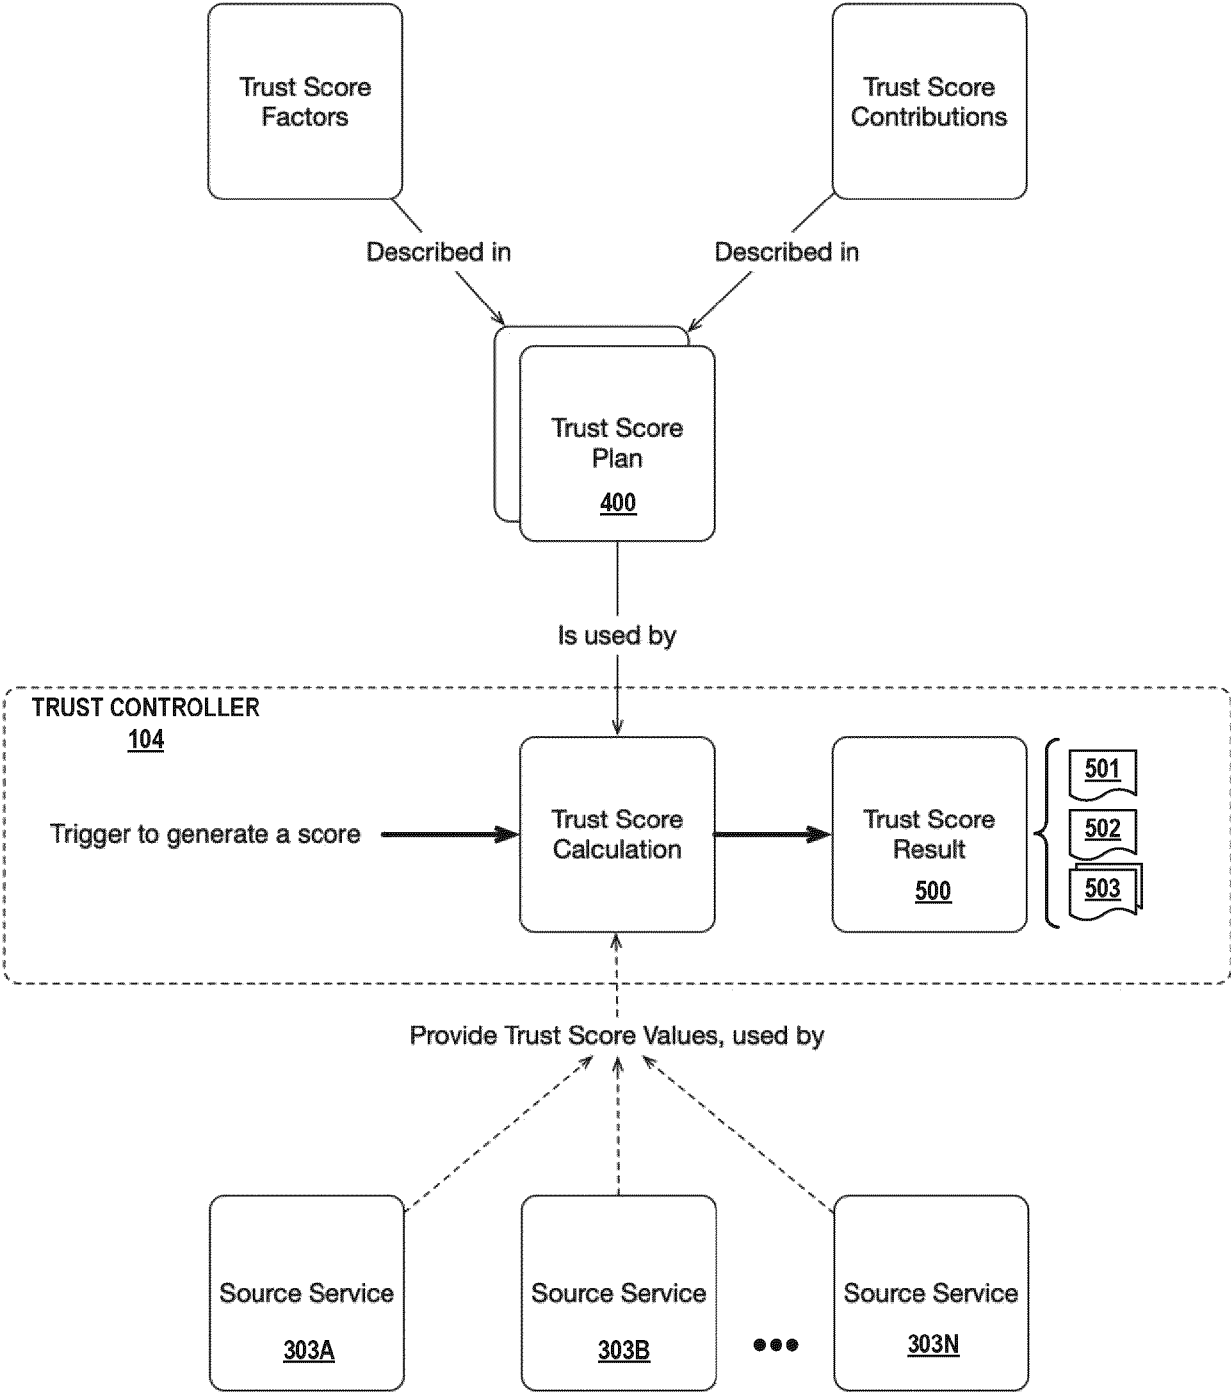 Trust Score
Factors
Trust Score
Contributions
Described in
Described in
Trust Score
Plan
400
Is used by
TRUST CONTROLLER
104
Trigger to generate a score
Trust Score
Calculation
Trust Score
Result
500
501
502
503
Provide Trust Score Values, used by
Source Service
303A
Source Service
303B
Source Service
303N